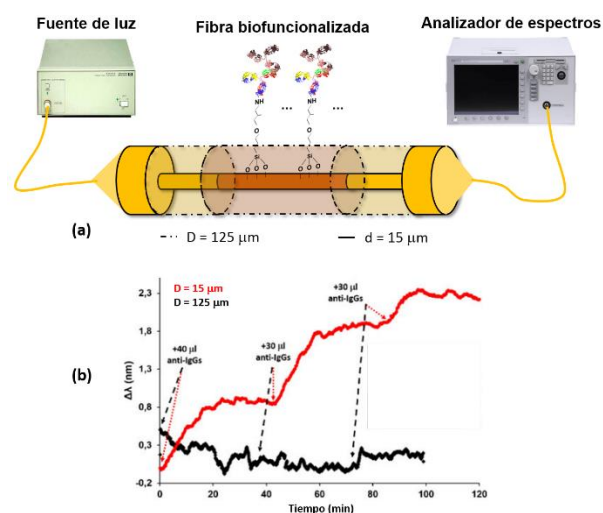 Fuente de luz
Fibra biofuncionalizada
Analizador de espectros
NH
...
...
O
O
Si
Si
O
O
O
O
(a)
D = 125 μm
d = 15 μm
D = 15 μm
D = 125 μm
+40 μl
anti-IgGs
+30 μl
anti-IgGs
+30 μl
anti-IgGs
(b)
Δλ (nm)
2,3
1,8
1,3
0,8
0,3
-0,2
0
20
40
60
80
100
120
Tiempo (min)